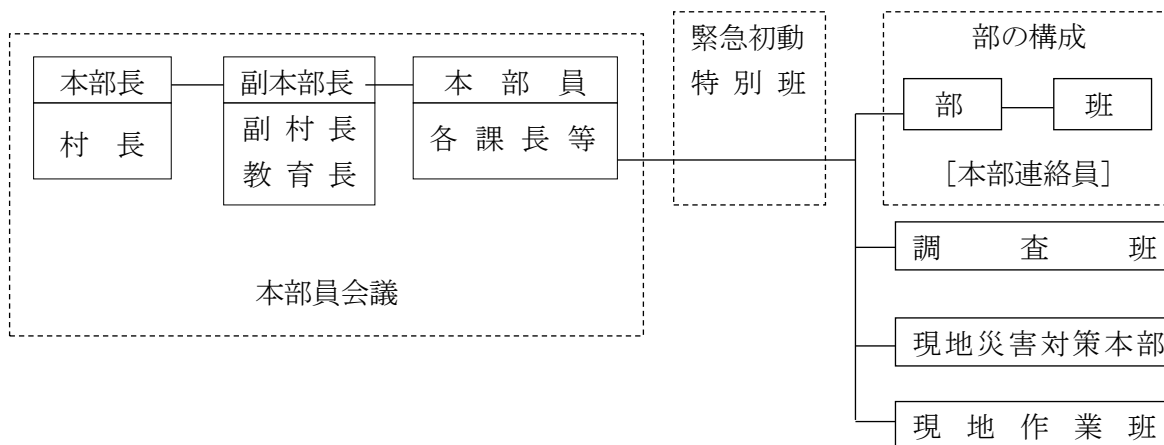 本部長
村長
副本部長
副村長
教育長
本部員
各課長等
本部員会議
緊急初動
特別班
部の構成
部
班
［本部連絡員］
調査班
現地災害対策本部
現地作業班